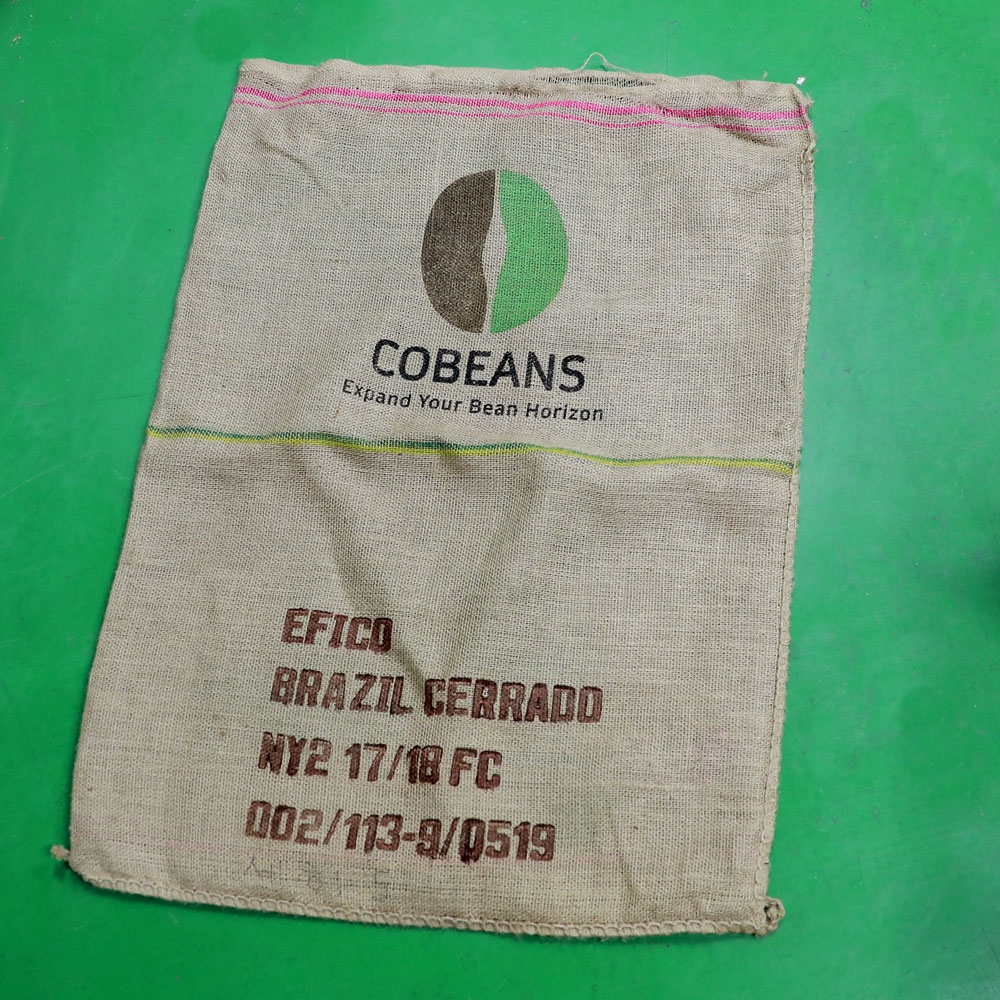 COBEANS
Expand Your Bean Horizon
EFICO
BRAZIL CERRADO
NY2 17/18 FC
002/113-9/0519